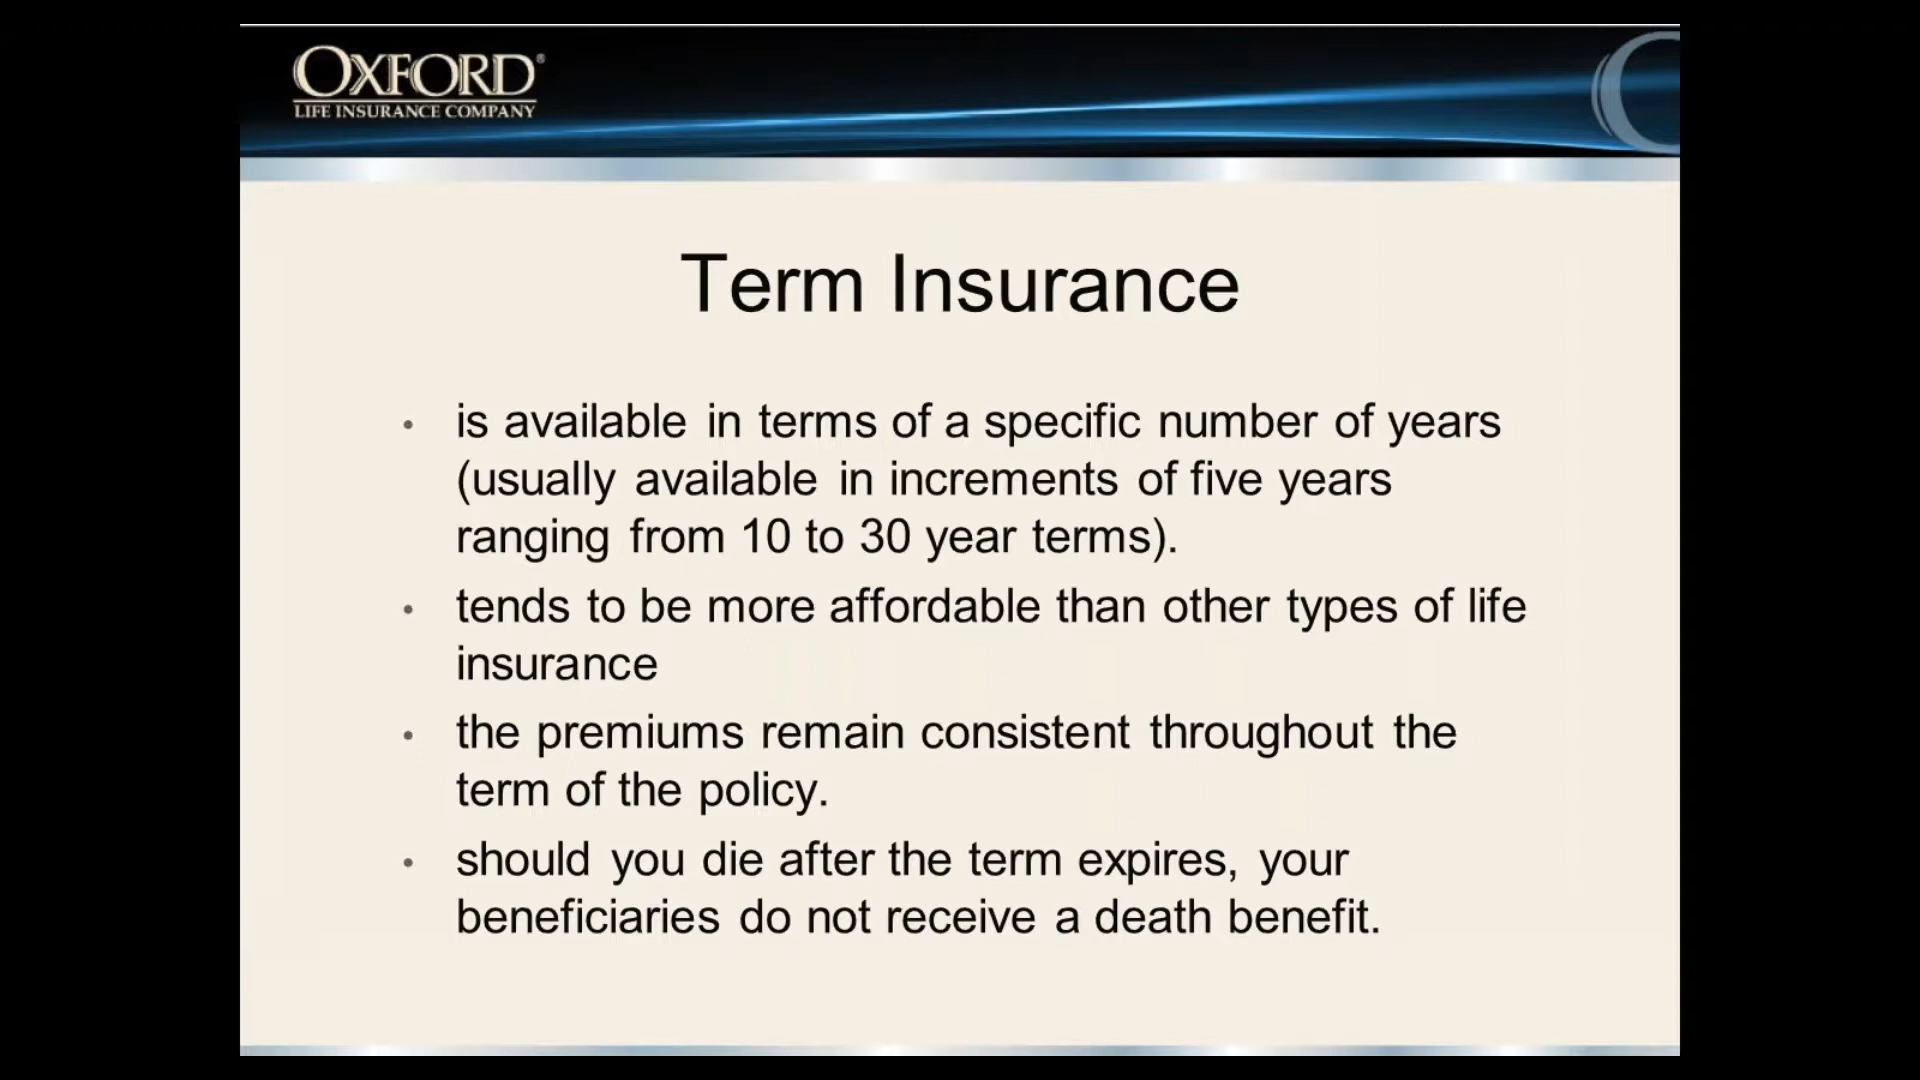 OXFORD®
LIFE INSURANCE COMPANY
Term Insurance
• is available in terms of a specific number of years
(usually available in increments of five years
ranging from 10 to 30 year terms).
• tends to be more affordable than other types of life
insurance
• the premiums remain consistent throughout the
term of the policy.
• should you die after the term expires, your
beneficiaries do not receive a death benefit.